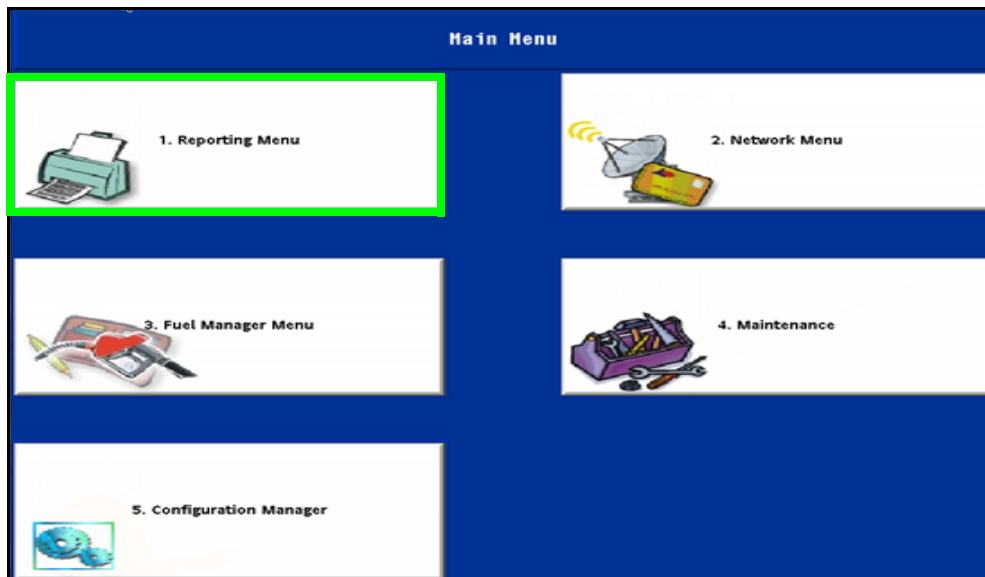 Main Menu
1. Reporting Menu
2. Network Menu
3. Fuel Manager Menu
4. Maintenance
5. Configuration Manager